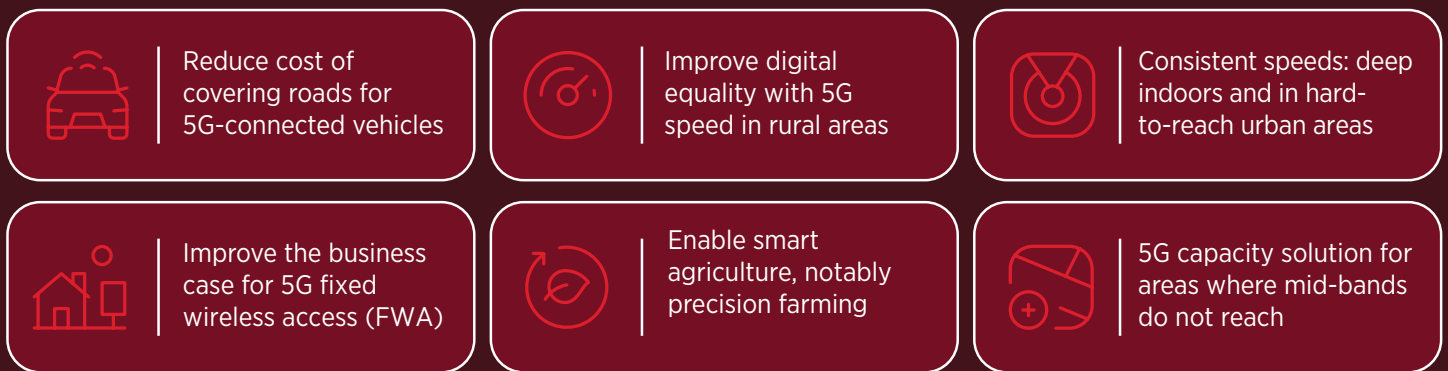 Reduce cost of
covering roads for
5G-connected vehicles
Improve digital
equality with 5G
speed in rural areas
Consistent speeds: deep
indoors and in hard-
to-reach urban areas
Improve the business
case for 5G fixed
wireless access (FWA)
Enable smart
agriculture, notably
precision farming
5G capacity solution for
areas where mid-bands
do not reach